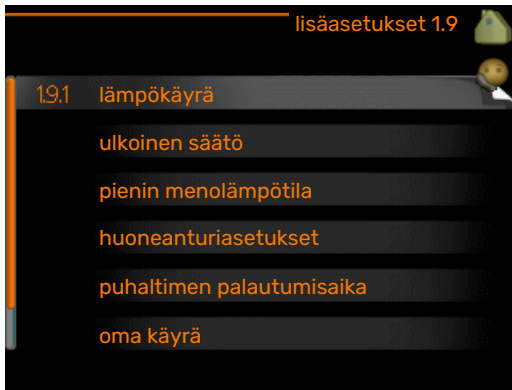 lisäasetukset 1.9
1.9.1 lämpökäyrä
ulkoinen säätö
pienin menolämpötila
huoneanturiasetukset
puhaltimen palautumisaika
oma käyrä